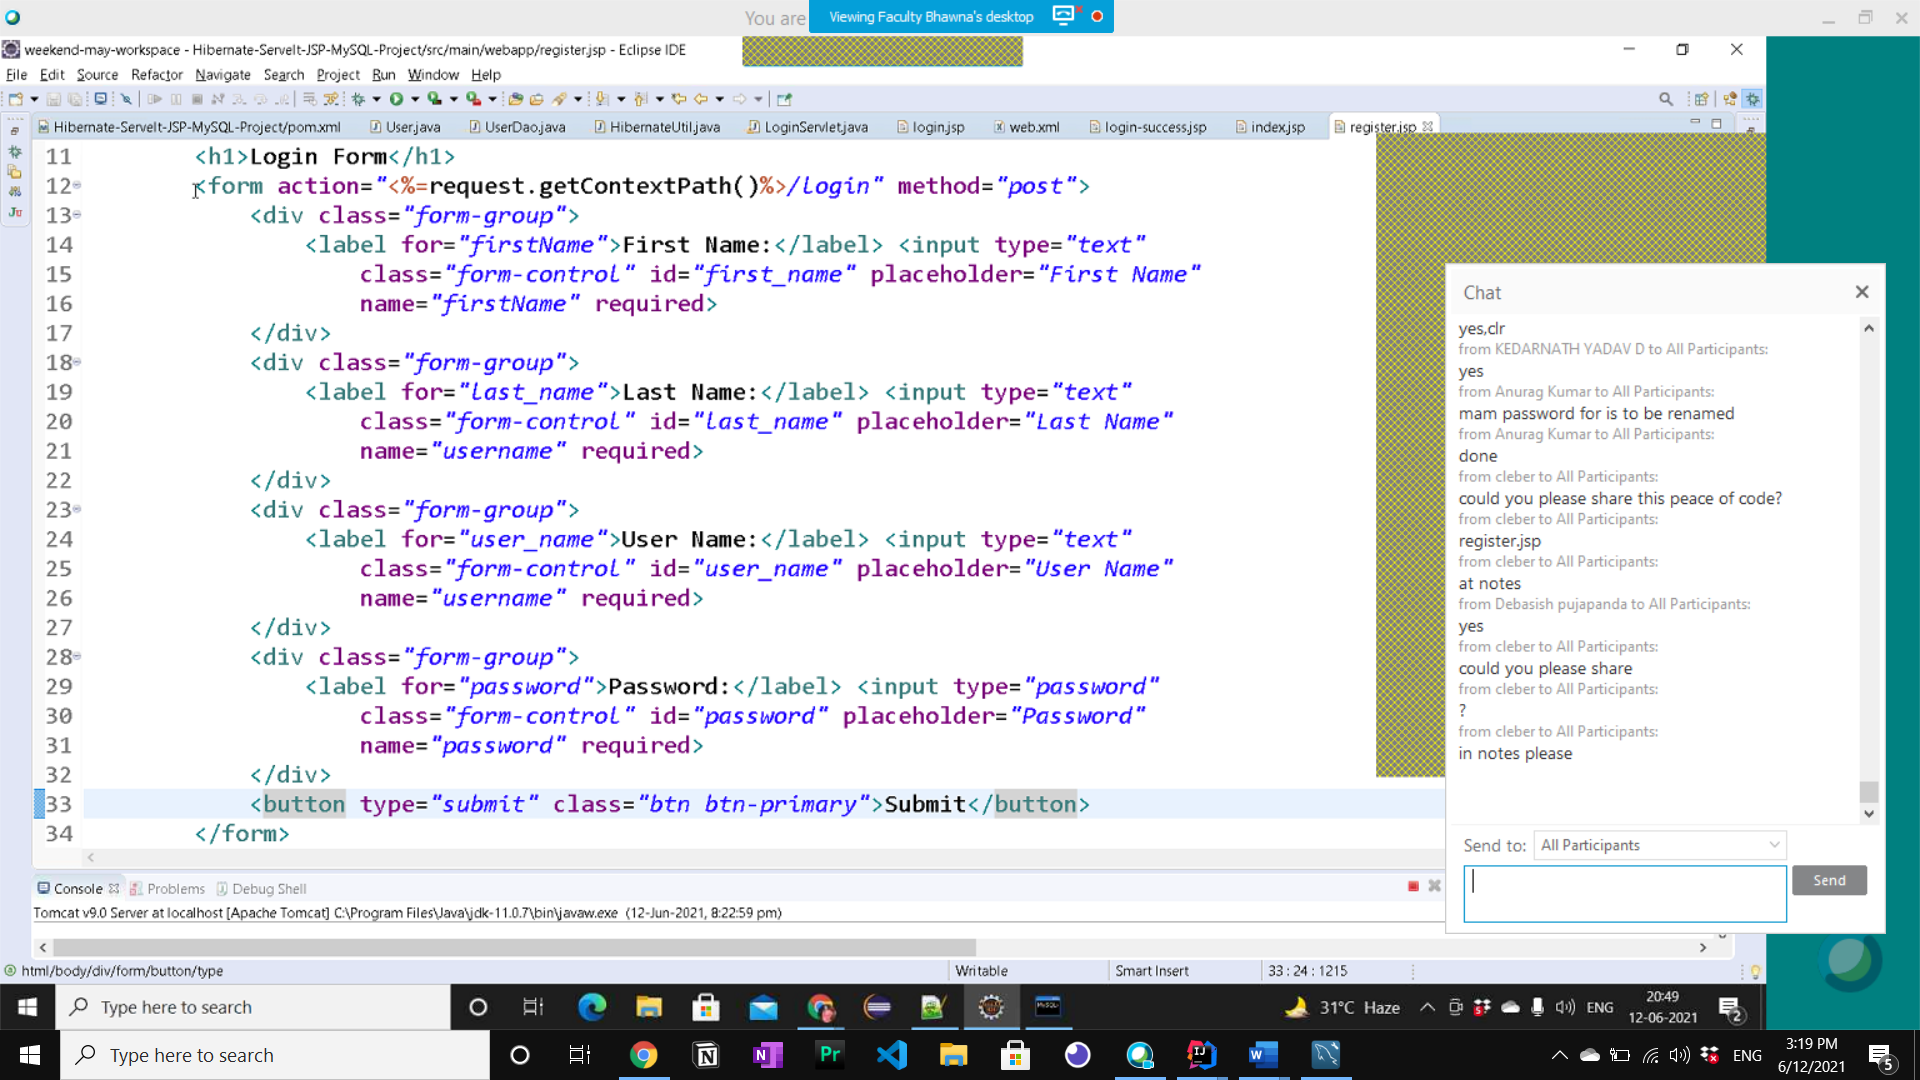 You are
Viewing Faculty Bhawna's desktop
weekend-may-workspace - Hibernate-Servelt-JSP-MySQL-Project/src/main/webapp/register.jsp - Eclipse IDE
File Edit Source Refactor Navigate Search Project Run Window Help
Hibernate-Servelt-JSP-MySQL-Project/pom.xml User.java UserDao.java HibernateUtil.java LoginServlet.java login.jsp web.xml login-success.jsp index.jsp register.jsp
11 <h1>Login Form</h1>
12 <form action="<%=request.getContextPath()%>/login" method="post">
13 <div class="form-group">
14 <label for="firstName">First Name:</label> <input type="text"
15 class="form-control" id="first_name" placeholder="First Name"
16 name="firstName" required>
17 </div>
18 <div class="form-group">
19 <label for="last_name">Last Name:</label> <input type="text"
20 class="form-control" id="last_name" placeholder="Last Name"
21 name="username" required>
22 </div>
23 <div class="form-group">
24 <label for="user_name">User Name:</label> <input type="text"
25 class="form-control" id="user_name" placeholder="User Name"
26 name="username" required>
27 </div>
28 <div class="form-group">
29 <label for="password">Password:</label> <input type="password"
30 class="form-control" id="password" placeholder="Password"
31 name="password" required>
32 </div>
33 <button type="submit" class="btn btn-primary">Submit</button>
34 </form>
Console Problems Debug Shell
Tomcat v9.0 Server at localhost [Apache Tomcat] C:\Program Files\Java\jdk-11.0.7\bin\javaw.exe (12-Jun-2021, 8:22:59 pm)
html/body/div/form/button/type Writable Smart Insert 33 : 24 : 1215
Chat
yes,clr
from KEDARNATH YADAV D to All Participants:
yes
from Anurag Kumar to All Participants:
mam password for is to be renamed
from Anurag Kumar to All Participants:
done
from cleber to All Participants:
could you please share this peace of code?
from cleber to All Participants:
register.jsp
from cleber to All Participants:
at notes
from Debasish pujapanda to All Participants:
yes
from cleber to All Participants:
could you please share
from cleber to All Participants:
?
from cleber to All Participants:
in notes please
Send to: All Participants
Send
Type here to search
31°C Haze
ENG
20:49
12-06-2021
2
Type here to search
ENG
3:19 PM
6/12/2021
5